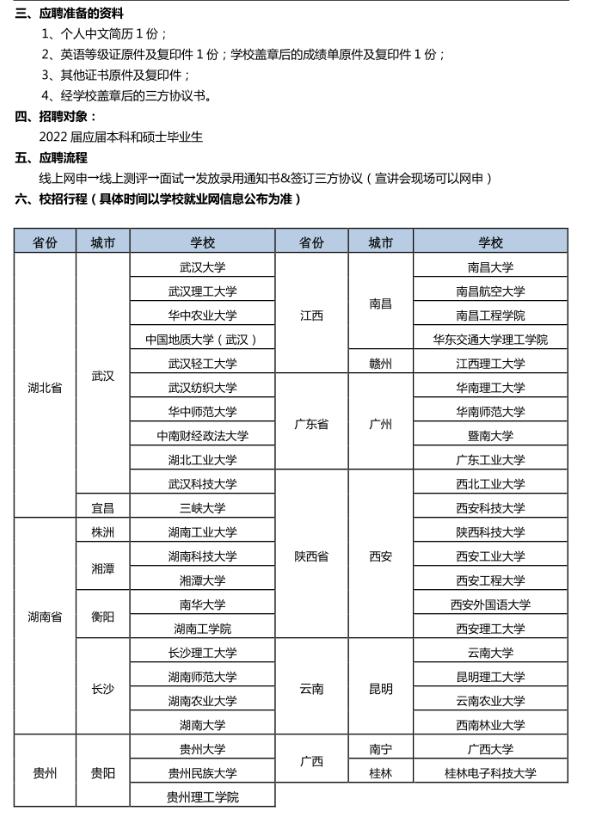 三、应聘准备的资料
1、个人中文简历1份；
2、英语等级证原件及复印件1份；学校盖章后的成绩单原件及复印件1份；
3、其他证书原件及复印件；
4、经学校盖章后的三方协议书。
四、招聘对象：
2022届应届本科和硕士毕业生
五、应聘流程
线上网申→线上测评→面试→发放录用通知书&签订三方协议（宣讲会现场可以网申）
六、校招行程（具体时间以学校就业网信息公布为准）
省份 城市 学校 省份 城市 学校
武汉大学 南昌大学
武汉理工大学 南昌航空大学
南昌
华中农业大学 江西 南昌工程学院
中国地质大学（武汉） 华东交通大学理工学院
武汉轻工大学 赣州 江西理工大学
武汉
湖北省 武汉纺织大学 华南理工大学
华中师范大学 华南师范大学
广东省 广州
中南财经政法大学 暨南大学
湖北工业大学 广东工业大学
武汉科技大学 西北工业大学
宜昌 三峡大学 西安科技大学
株洲 湖南工业大学 陕西科技大学
湖南科技大学 陕西省 西安 西安工业大学
湘潭
湘潭大学 西安工程大学
南华大学 西安外国语大学
湖南省 衡阳
湖南工学院 西安理工大学
长沙理工大学 云南大学
湖南师范大学 昆明理工大学
长沙 云南 昆明
湖南农业大学 云南农业大学
湖南大学 西南林业大学
贵州大学 南宁 广西大学
广西
贵州 贵阳 贵州民族大学 桂林 桂林电子科技大学
贵州理工学院